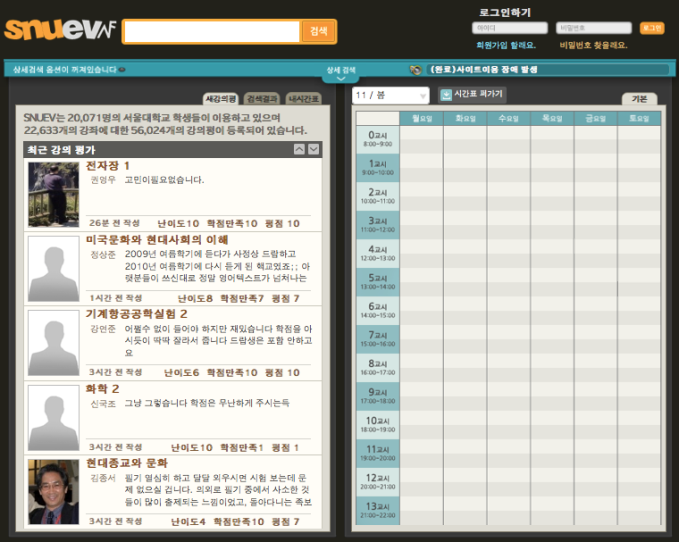 snuev
검색
로그인하기
아이디
비밀번호
로그인
회원가입 할래요.
비밀번호 찾을래요.
상세검색 옵션이 꺼져있습니다
상세 검색
(완료)사이트이용 장애 발생
새강의평
검색결과
내시간표
SNUEV는 20,071명의 서울대학교 학생들이 이용하고 있으며
22,633개의 강좌에 대한 56,024개의 강의평이 등록되어 있습니다.
최근 강의 평가
전자장 1
권영우
고민이필요없습니다.
26분 전 작성 난이도10 학점만족10 평점 10
미국문화와 현대사회의 이해
정상준
2009년 여름학기에 듣다가 사정상 드랍하고
2010년 여름학기에 다시 듣게 된 핵교였죠;; 아
랫분들이 쓰신대로 정말 영어텍스트가 넘쳐나는
1시간 전 작성 난이도8 학점만족7 평점 7
기계항공공학실험 2
강연준
어쩔수 없이 들어야 하지만 재밌습니다 학점을 아
시듯이 딱딱 잘라서 줍니다 드랍생은 포함 안하고
요
3시간 전 작성 난이도6 학점만족10 평점 10
화학 2
신국조
그냥 그렇습니다 학점은 무난하게 주시는득
3시간 전 작성 난이도10 학점만족1 평점 1
현대종교와 문화
김종서
필기 열심히 하고 달달 외우시면 시험 보는데 문
제 없으실 겁니다. 의외로 필기 중에서 사소한 것
들이 많이 출제되는 느낌이었고, 돌아다니는 족보
3시간 전 작성 난이도4 학점만족10 평점 7
11 / 봄
시간표 퍼가기
기본
월요일 화요일 수요일 목요일 금요일 토요일
0교시
8:00~9:00
1교시
9:00~10:00
2교시
10:00~11:00
3교시
11:00~12:00
4교시
12:00~13:00
5교시
13:00~14:00
6교시
14:00~15:00
7교시
15:00~16:00
8교시
16:00~17:00
9교시
17:00~18:00
10교시
18:00~19:00
11교시
19:00~20:00
12교시
20:00~21:00
13교시
21:00~22:00